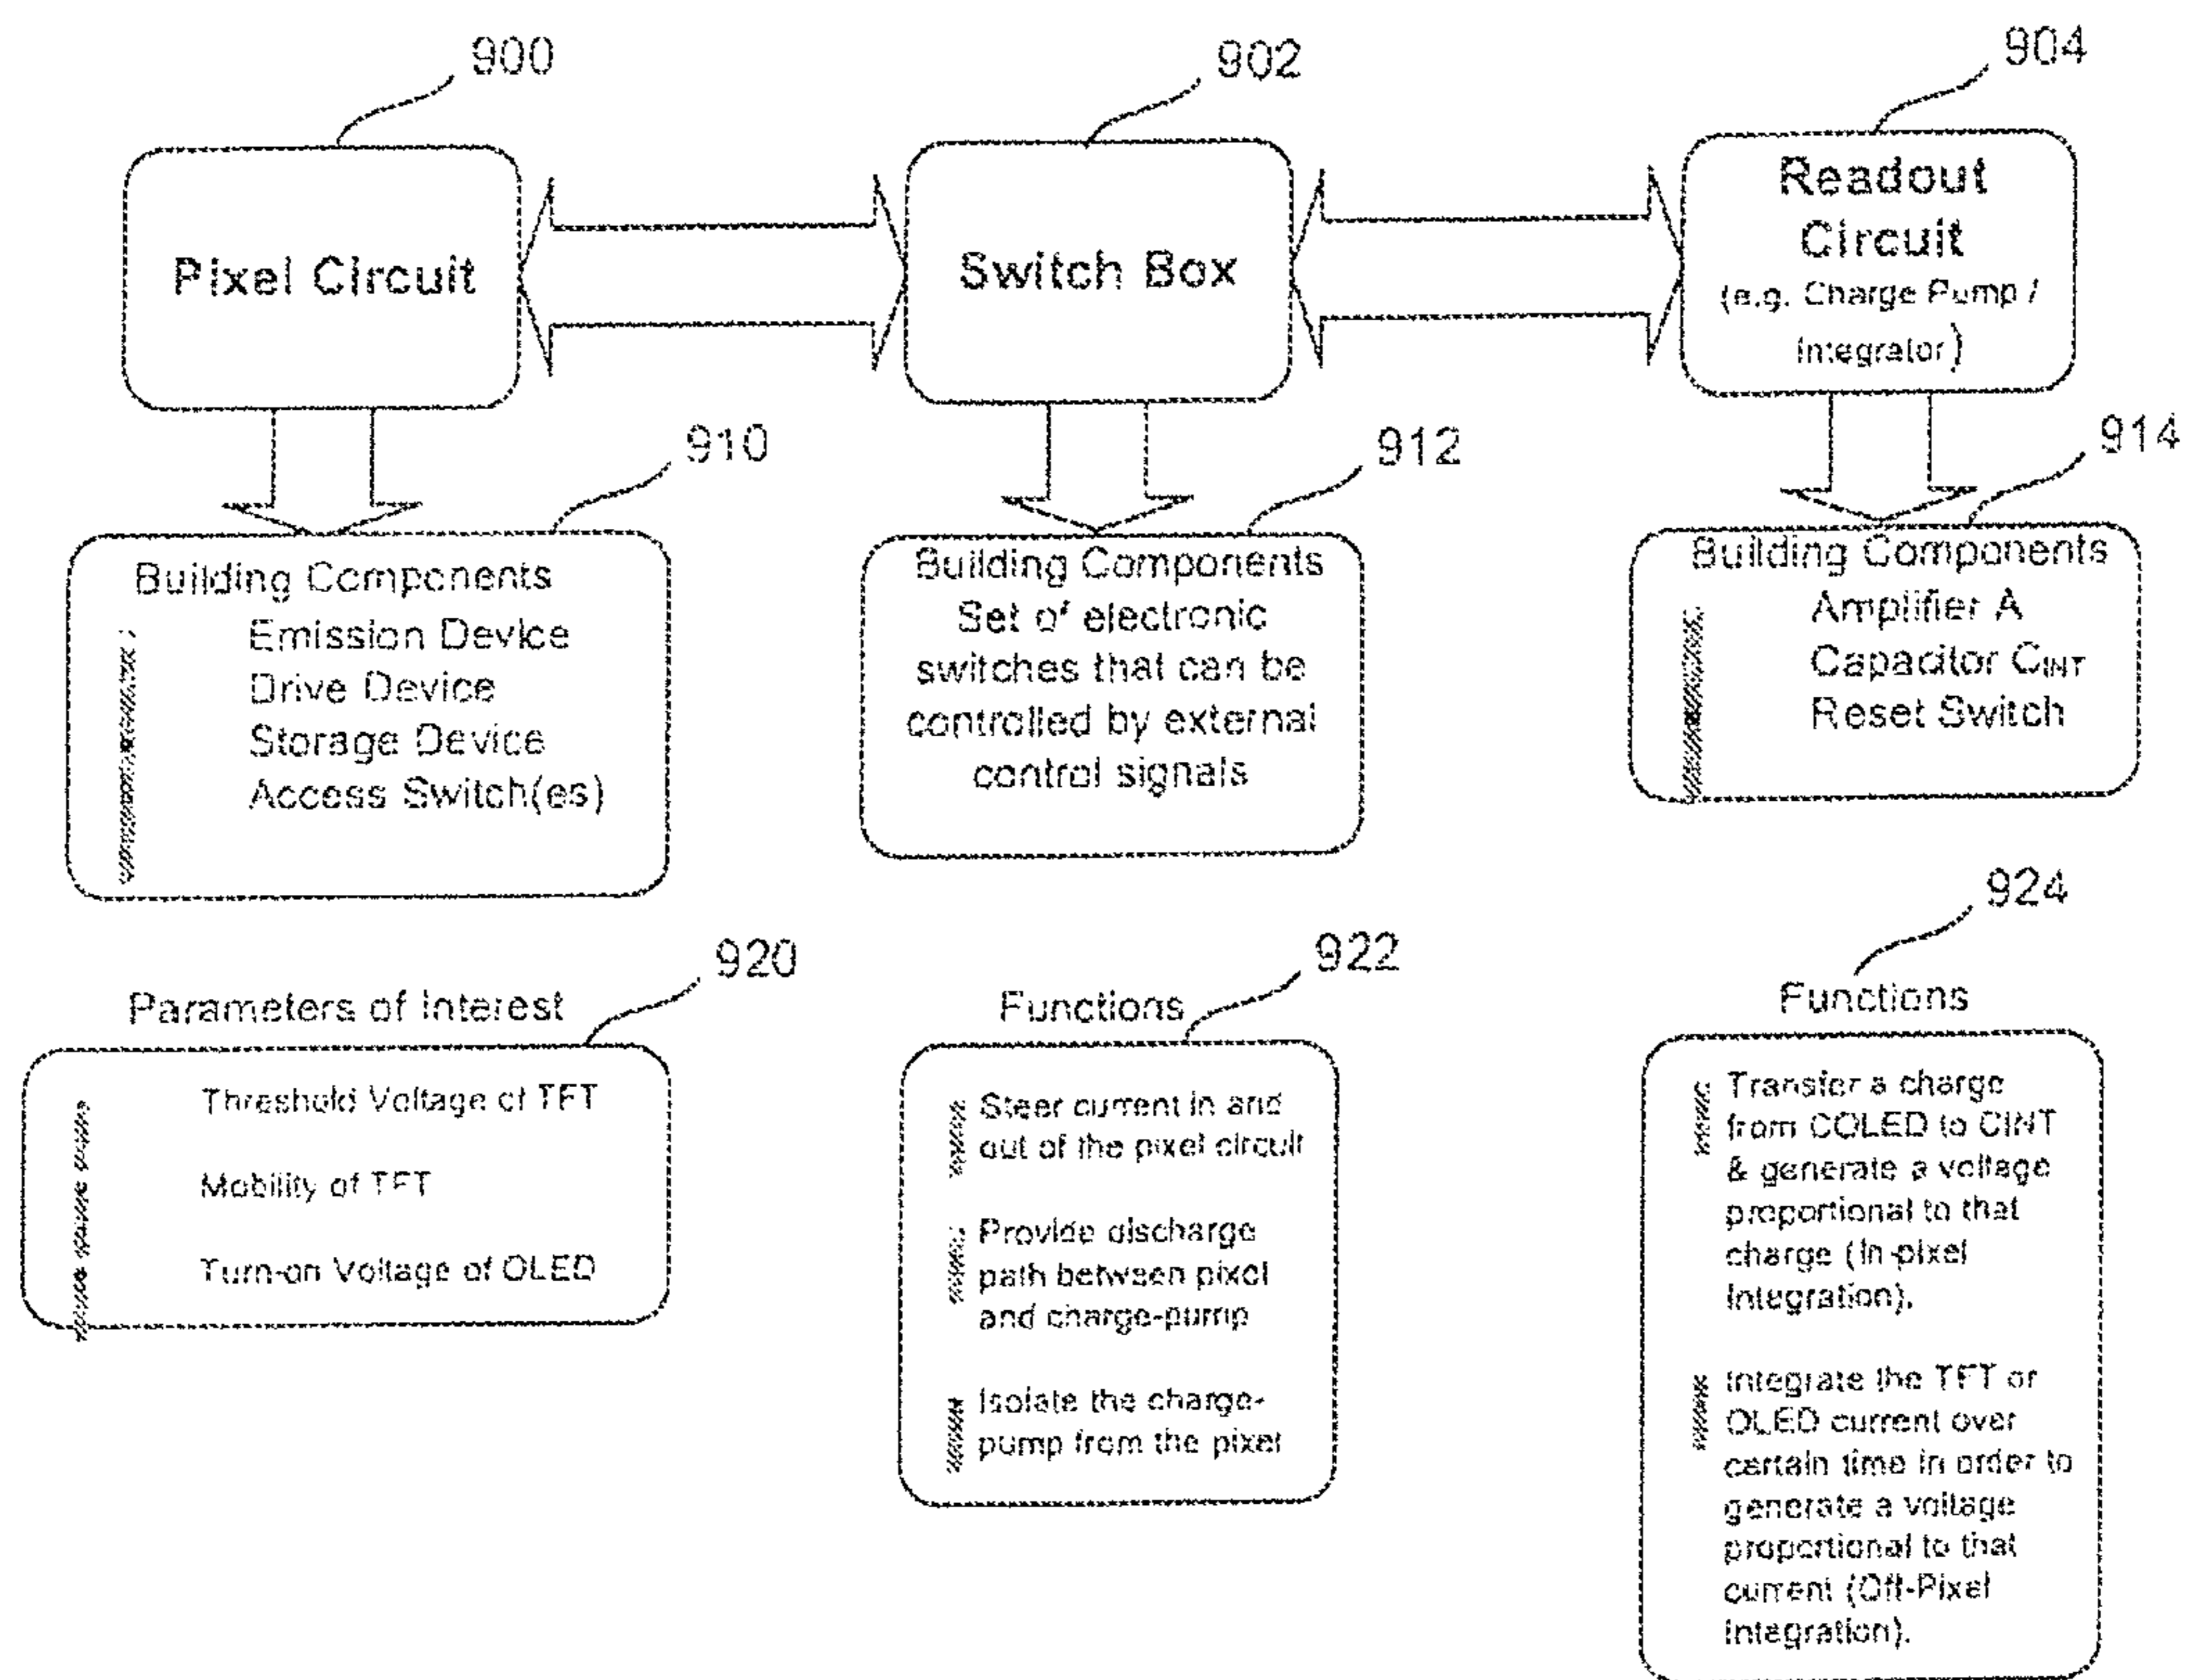 900
902
904
Pixel Circuit
Switch Box
Readout
Circuit
(e.g. Charge Pump /
Integrator)
910
912
914
Building Components
Emission Device
Drive Device
Storage Device
Access Switch(es)
Building Components
Set of electronic
switches that can be
controlled by external
control signals
Building Components
Amplifier A
Capacitor CINT
Reset Switch
920
922
924
Parameters of Interest
Threshold Voltage of TFT
Mobility of TFT
Turn-on Voltage of OLED
Functions
Steer current in and
out of the pixel circuit
Provide discharge
path between pixel
and charge-pump
Isolate the charge-
pump from the pixel
Functions
Transfer a charge
from COLED to CINT
& generate a voltage
proportional to that
charge (In-pixel
Integration).
Integrate the TFT or
OLED current over
certain time in order to
generate a voltage
proportional to that
current (Off-Pixel
Integration).